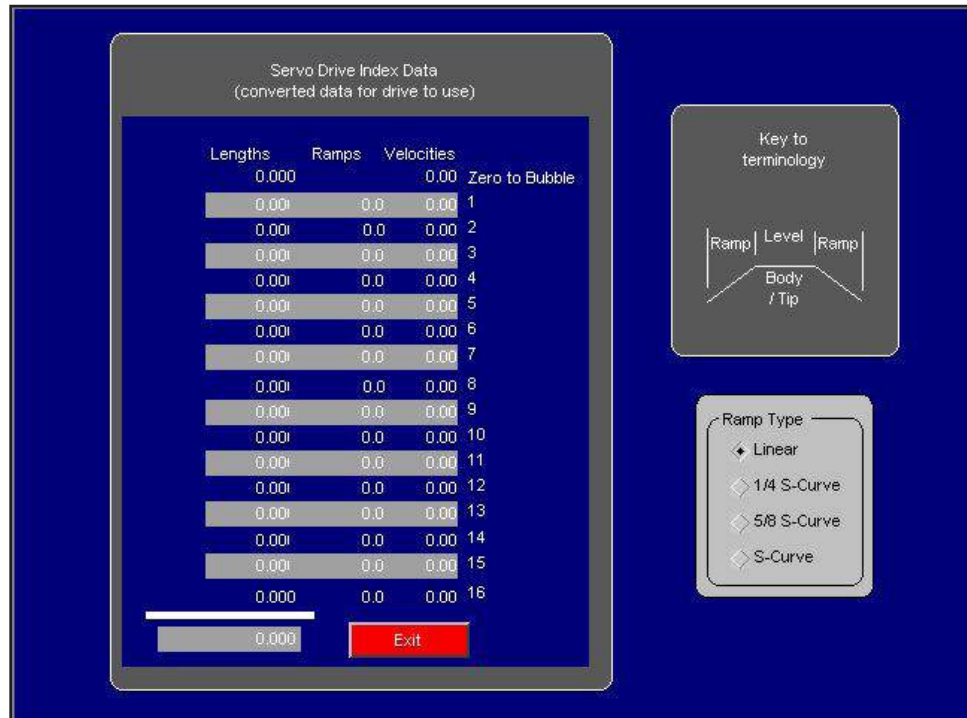 Servo Drive Index Data
(converted data for drive to use)
Lengths Ramps Velocities
0.000 0.00 Zero to Bubble
0.00 0.0 0.00 1
0.00 0.0 0.00 2
0.00 0.0 0.00 3
0.00 0.0 0.00 4
0.00 0.0 0.00 5
0.00 0.0 0.00 6
0.00 0.0 0.00 7
0.00 0.0 0.00 8
0.00 0.0 0.00 9
0.00 0.0 0.00 10
0.00 0.0 0.00 11
0.00 0.0 0.00 12
0.00 0.0 0.00 13
0.00 0.0 0.00 14
0.00 0.0 0.00 15
0.000 0.0 0.00 16
0.000
Exit
Key to
terminology
Ramp Level Ramp
Body
/ Tip
Ramp Type
Linear
1/4 S-Curve
5/8 S-Curve
S-Curve